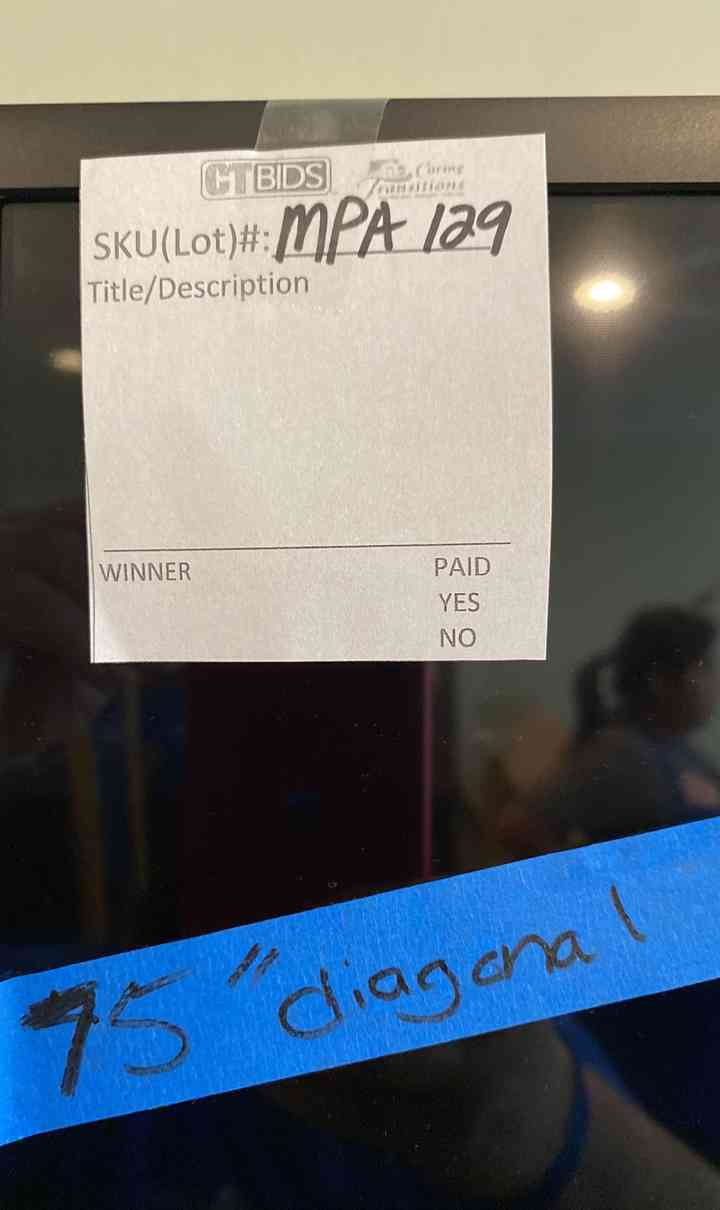 CTBIDS Caring
Transitions
SKU(Lot)#: MPA 129
Title/Description
WINNER PAID
YES
NO
75" diagonal